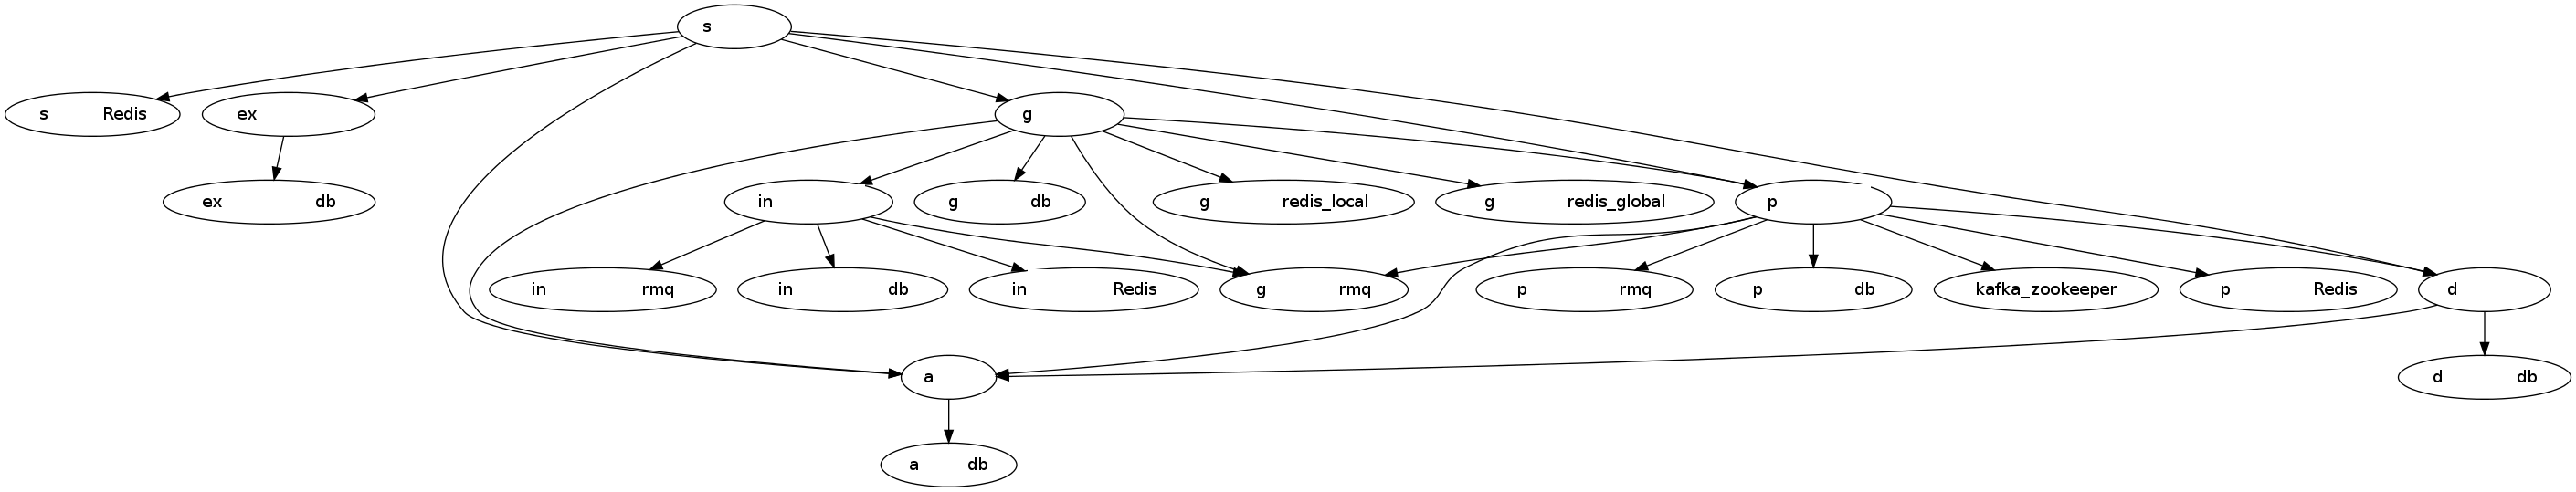 s
s Redis
ex
g
ex db
in
g db
g redis_local
g redis_global
p
in rmq
in db
in Redis
g rmq
p rmq
p db
kafka_zookeeper
p Redis
d
a
d db
a db